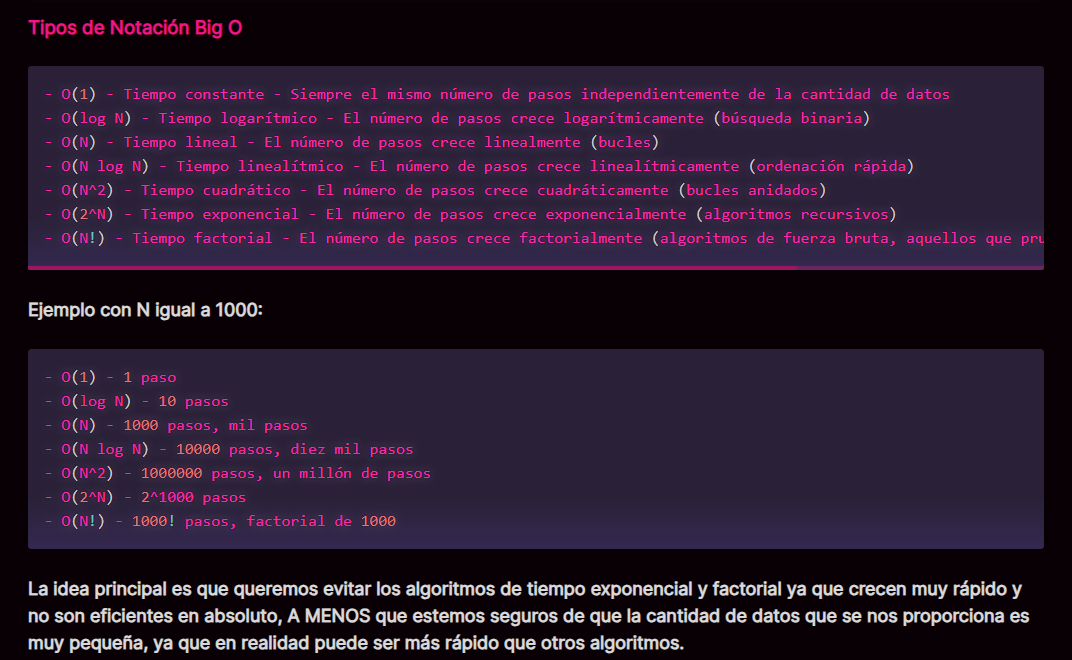 Tipos de Notación Big O
- O(1) - Tiempo constante - Siempre el mismo número de pasos independientemente de la cantidad de datos
- O(log N) - Tiempo logarítmico - El número de pasos crece logarítmicamente (búsqueda binaria)
- O(N) - Tiempo lineal - El número de pasos crece linealmente (bucles)
- O(N log N) - Tiempo linealítmico - El número de pasos crece linealítmicamente (ordenación rápida)
- O(N^2) - Tiempo cuadrático - El número de pasos crece cuadráticamente (bucles anidados)
- O(2^N) - Tiempo exponencial - El número de pasos crece exponencialmente (algoritmos recursivos)
- O(N!) - Tiempo factorial - El número de pasos crece factorialmente (algoritmos de fuerza bruta, aquellos que
Ejemplo con N igual a 1000:
- O(1) - 1 paso
- O(log N) - 10 pasos
- O(N) - 1000 pasos, mil pasos
- O(N log N) - 10000 pasos, diez mil pasos
- O(N^2) - 1000000 pasos, un millón de pasos
- O(2^N) - 2^1000 pasos
- O(N!) - 1000! pasos, factorial de 1000
La idea principal es que queremos evitar los algoritmos de tiempo exponencial y factorial ya que crecen muy rápido y
no son eficientes en absoluto, A MENOS que estemos seguros de que la cantidad de datos que se nos proporciona es
muy pequeña, ya que en realidad puede ser más rápido que otros algoritmos.